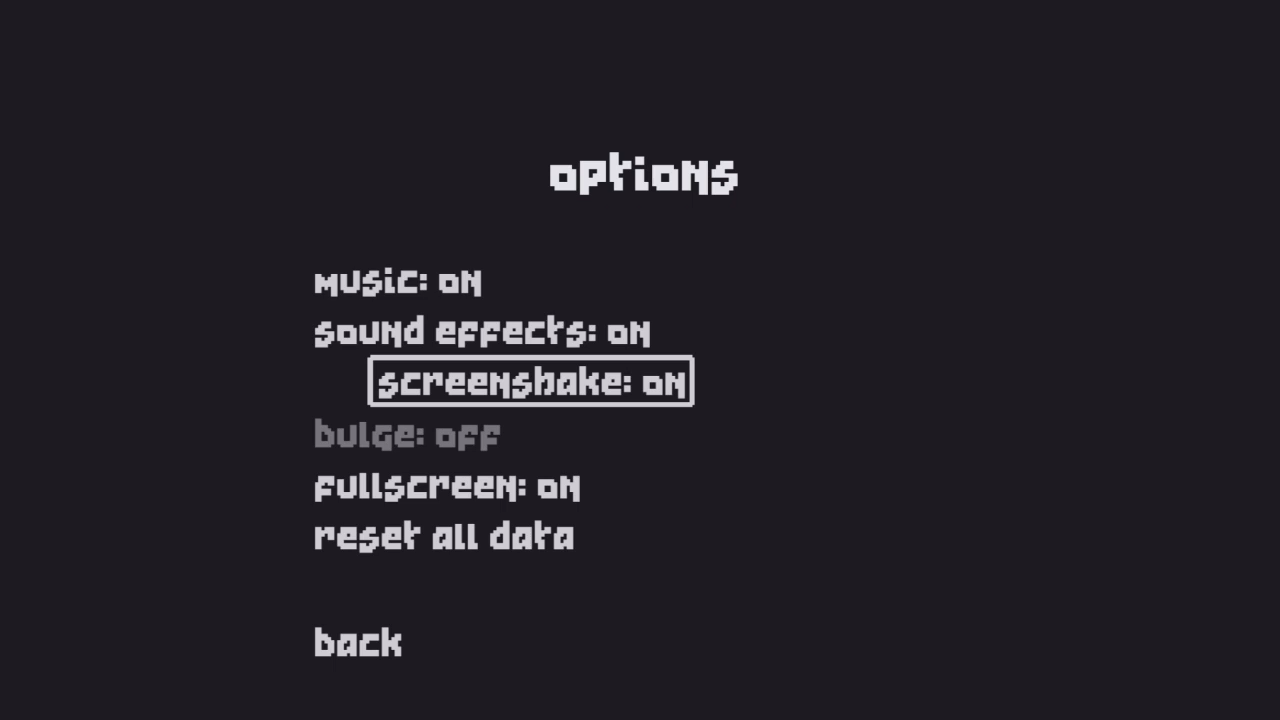 options
music: on
sound effects: on
screenshake: on
bulge: off
fullscreen: on
reset all data
back